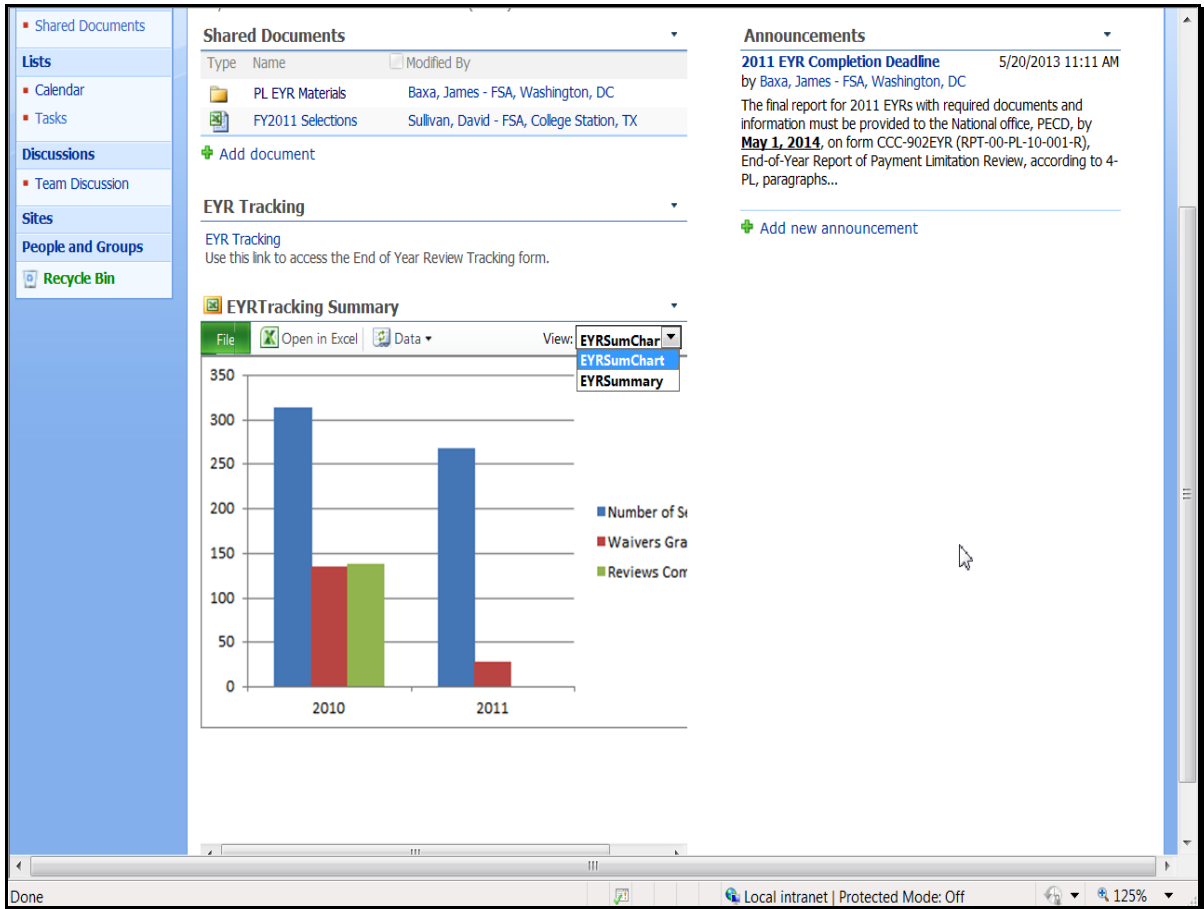 Shared Documents
Lists
Calendar
Tasks
Discussions
Team Discussion
Sites
People and Groups
Recycle Bin
Shared Documents
Type Name Modified By
PL EYR Materials Baxa, James - FSA, Washington, DC
FY2011 Selections Sullivan, David - FSA, College Station, TX
Add document
EYR Tracking
EYR Tracking
Use this link to access the End of Year Review Tracking form.
EYRTracking Summary
File Open in Excel Data View: EYRSumChar
EYRSumChart
EYRSummary
350
300
250
200
150
100
50
0
2010 2011
Number of Se
Waivers Gra
Reviews Com
Announcements
2011 EYR Completion Deadline 5/20/2013 11:11 AM
by Baxa, James - FSA, Washington, DC
The final report for 2011 EYRs with required documents and
information must be provided to the National office, PECD, by
May 1, 2014, on form CCC-902EYR (RPT-00-PL-10-001-R),
End-of-Year Report of Payment Limitation Review, according to 4-
PL, paragraphs...
Add new announcement
Done Local intranet | Protected Mode: Off 125%